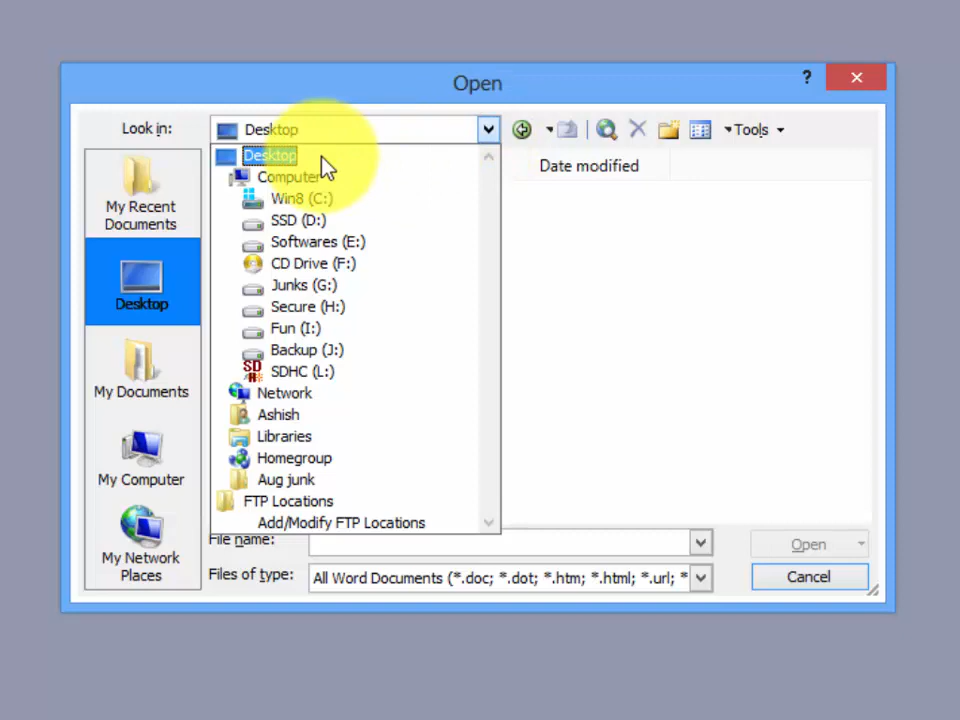 Open
?
Look in:
Desktop
Tools
Date modified
My Recent
Documents
Desktop
My Documents
My Computer
My Network
Places
Desktop
Computer
Win8 (C:)
SSD (D:)
Softwares (E:)
CD Drive (F:)
Junks (G:)
Secure (H:)
Fun (I:)
Backup (J:)
SDHC (L:)
Network
Ashish
Libraries
Homegroup
Aug junk
FTP Locations
Add/Modify FTP Locations
File name:
Open
Files of type:
All Word Documents (*.doc; *.dot; *.htm; *.html; *.url; *
Cancel